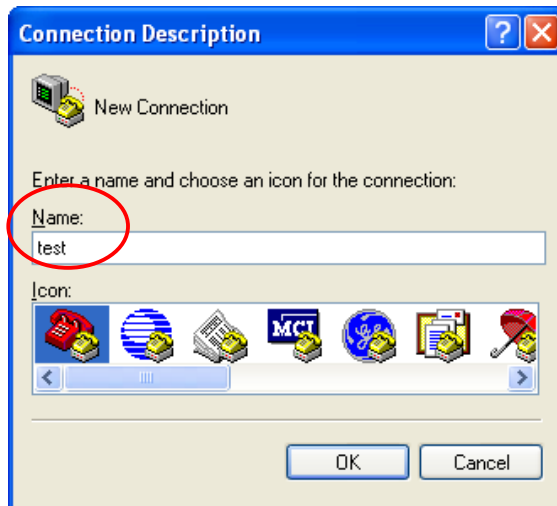 Connection Description
New Connection
Enter a name and choose an icon for the connection:
Name:
test
Icon:
MCI
OK Cancel